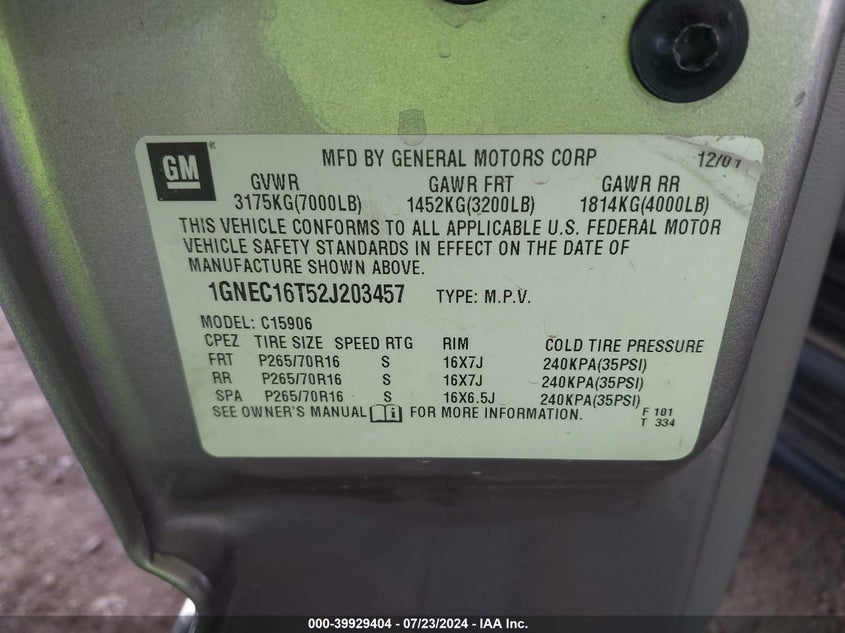 GM ® MFD BY GENERAL MOTORS CORP 12/01
GVWR GAWR FRT GAWR RR
3175KG(7000LB) 1452KG(3200LB) 1814KG(4000LB)
THIS VEHICLE CONFORMS TO ALL APPLICABLE U.S. FEDERAL MOTOR
VEHICLE SAFETY STANDARDS IN EFFECT ON THE DATE OF
MANUFACTURE SHOWN ABOVE.
1GNEC16T52J203457 TYPE: M.P.V.
MODEL: C15906
CPEZ TIRE SIZE SPEED RTG RIM COLD TIRE PRESSURE
FRT P265/70R16 S 16X7J 240KPA(35PSI)
RR P265/70R16 S 16X7J 240KPA(35PSI)
SPA P265/70R16 S 16X6.5J 240KPA(35PSI)
SEE OWNER'S MANUAL i FOR MORE INFORMATION. F 101
T 334
000-39929404 / 07/23/2024 - IAA Inc.